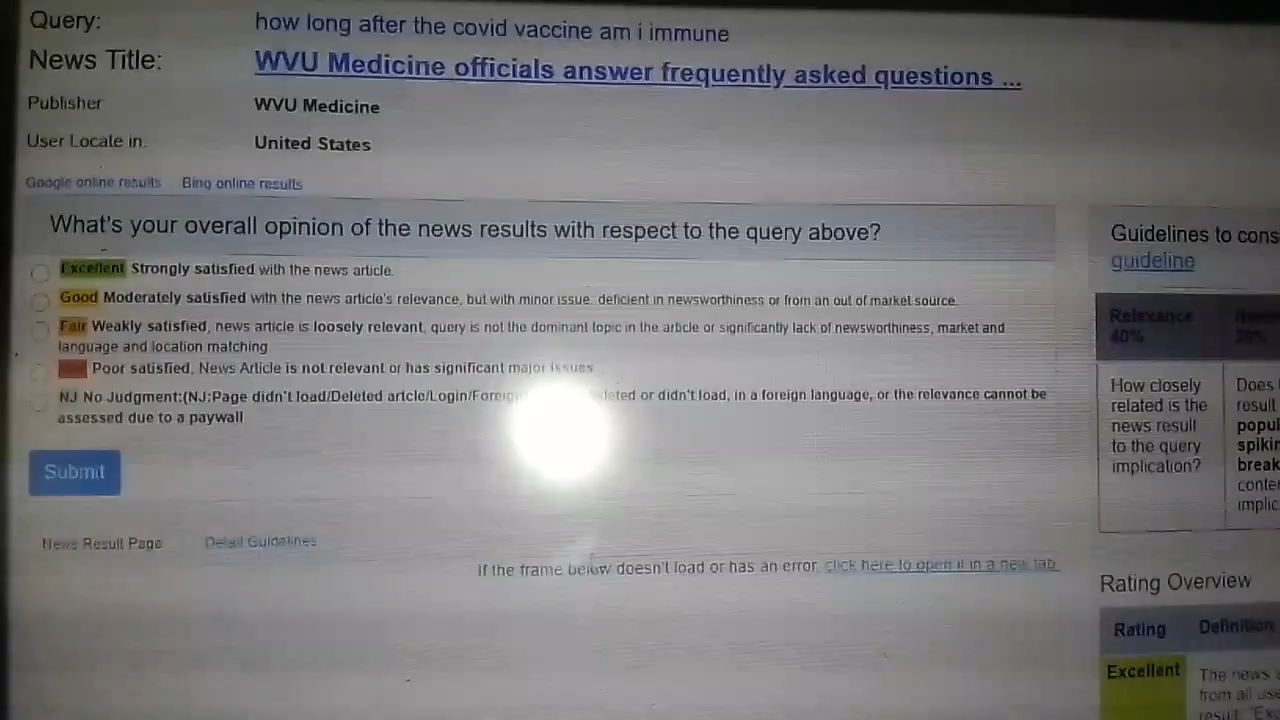 Query: how long after the covid vaccine am i immune
News Title: WVU Medicine officials answer frequently asked questions ...
Publisher WVU Medicine
User Locale in. United States
Google online results Bing online results
What's your overall opinion of the news results with respect to the query above?
Excellent Strongly satisfied with the news article.
Good Moderately satisfied with the news article's relevance, but with minor issue: deficient in newsworthiness or from an out of market source.
Fair Weakly satisfied, news article is loosely relevant, query is not the dominant topic in the article or significantly lack of newsworthiness, market and
language and location matching
Poor satisfied, News Article is not relevant or has significant major issues
NJ No Judgment:(NJ:Page didn't load/Deleted artcle/Login/Foreig leted or didn't load, in a foreign language, or the relevance cannot be
assessed due to a paywall
Submit
News Result Page Detail Guidelines
If the frame below doesn't load or has an error, click here to open it in a new tab.
Guidelines to cons
guideline
Relevance
40% 20%
How closely
related is the
news result
to the query
implication?
Does
result
popul
spikin
break
conte
implic
Rating Overview
Rating Definition
Excellent The news
from all use
result. "Ex